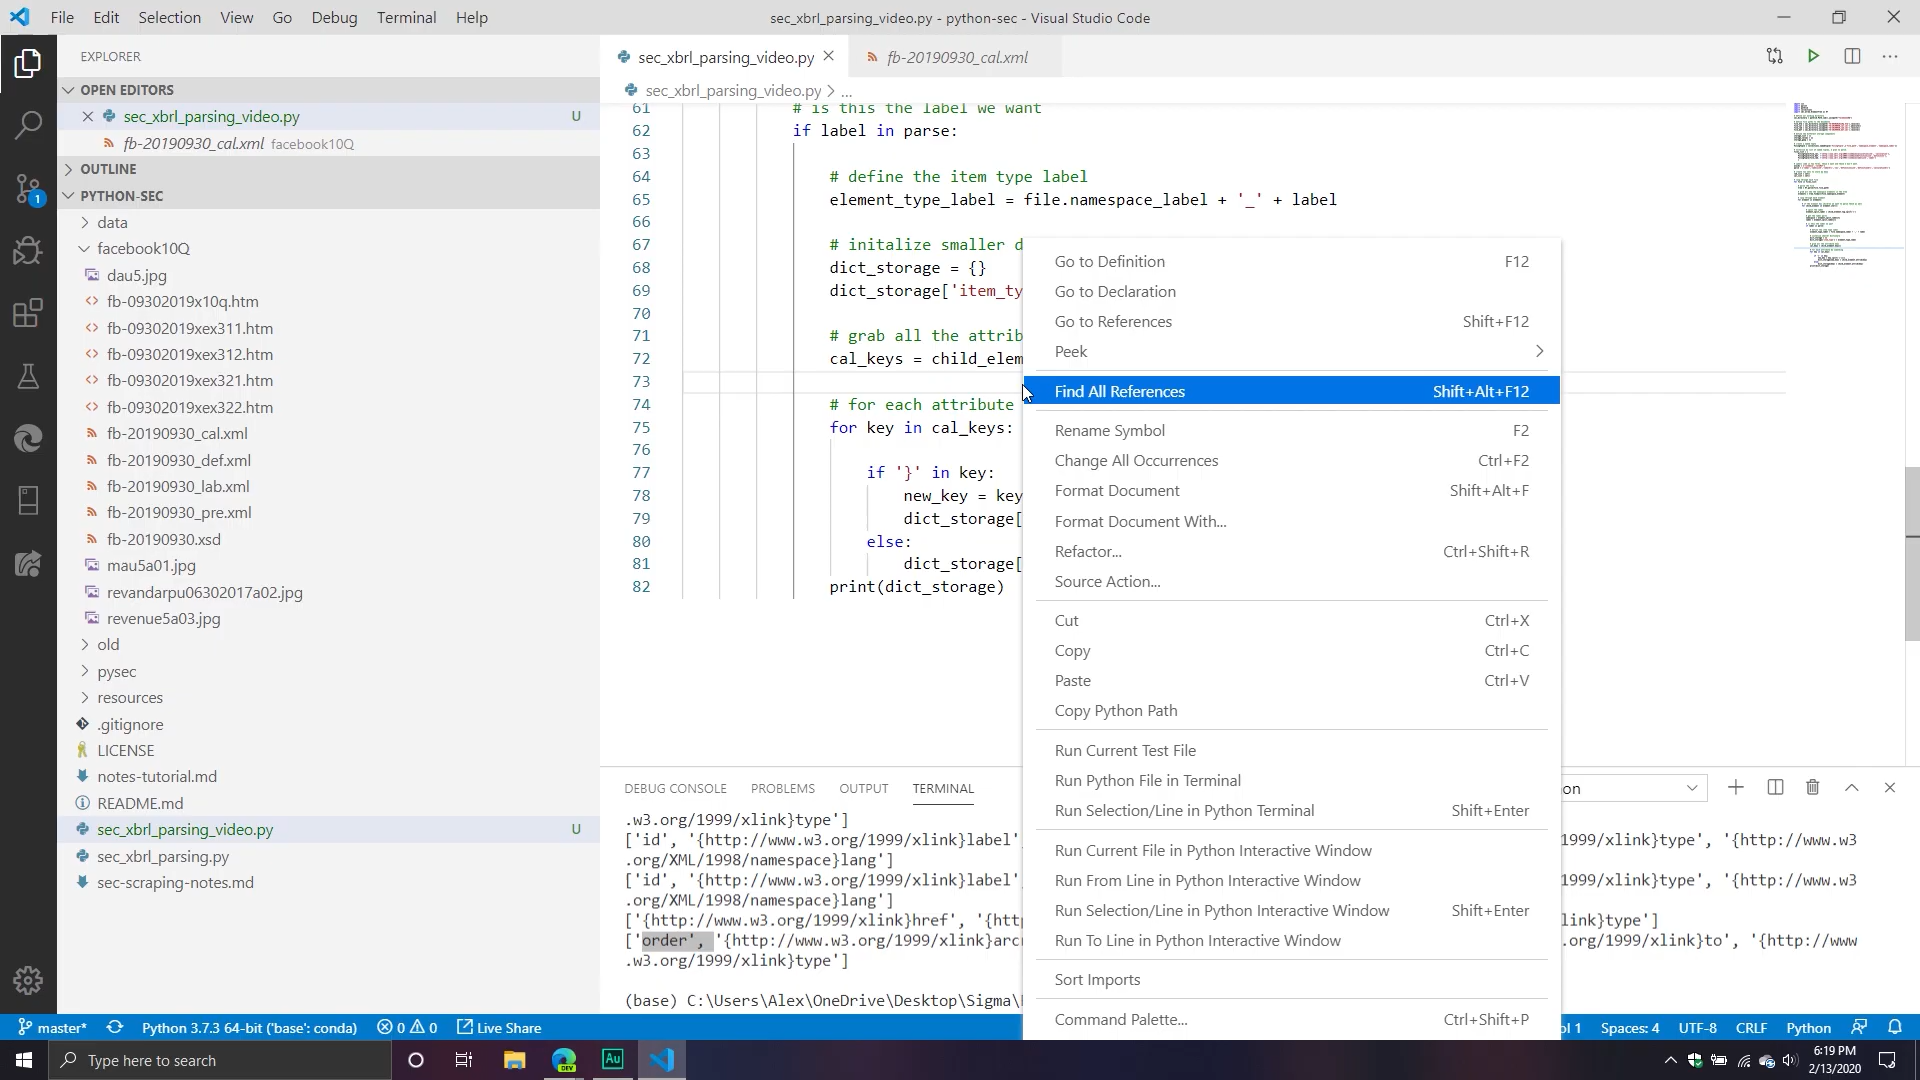 File Edit Selection View Go Debug Terminal Help
sec_xbrl_parsing_video.py - python-sec - Visual Studio Code
EXPLORER
OPEN EDITORS
sec_xbrl_parsing_video.py U
fb-20190930_cal.xml facebook10Q
OUTLINE
PYTHON-SEC
data
facebook10Q
dau5.jpg
fb-09302019x10q.htm
fb-09302019xex311.htm
fb-09302019xex312.htm
fb-09302019xex321.htm
fb-09302019xex322.htm
fb-20190930_cal.xml
fb-20190930_def.xml
fb-20190930_lab.xml
fb-20190930_pre.xml
fb-20190930.xsd
mau5a01.jpg
revandarpu06302017a02.jpg
revenue5a03.jpg
old
pysec
resources
.gitignore
LICENSE
notes-tutorial.md
README.md
sec_xbrl_parsing_video.py U
sec_xbrl_parsing.py
sec-scraping-notes.md
1
sec_xbrl_parsing_video.py
fb-20190930_cal.xml
sec_xbrl_parsing_video.py > ...
61 # is this the label we want
62 if label in parse:
63
64 # define the item type label
65 element_type_label = file.namespace_label + '_' + label
66
67 # initalize smaller d
68 dict_storage = {}
69 dict_storage['item_ty
70
71 # grab all the attrib
72 cal_keys = child_elem
73
74 # for each attribute
75 for key in cal_keys:
76
77 if '}' in key:
78 new_key = key
79 dict_storage[
80 else:
81 dict_storage[
82 print(dict_storage)
Go to Definition F12
Go to Declaration
Go to References Shift+F12
Peek
Find All References Shift+Alt+F12
Rename Symbol F2
Change All Occurrences Ctrl+F2
Format Document Shift+Alt+F
Format Document With...
Refactor... Ctrl+Shift+R
Source Action...
Cut Ctrl+X
Copy Ctrl+C
Paste Ctrl+V
Copy Python Path
Run Current Test File
Run Python File in Terminal
Run Selection/Line in Python Terminal Shift+Enter
Run Current File in Python Interactive Window
Run From Line in Python Interactive Window
Run Selection/Line in Python Interactive Window Shift+Enter
Run To Line in Python Interactive Window
Sort Imports
Command Palette... Ctrl+Shift+P
DEBUG CONSOLE PROBLEMS OUTPUT TERMINAL on
.w3.org/1999/xlink}type']
['id', '{http://www.w3.org/1999/xlink}label' 1999/xlink}type', '{http://www.w3
.org/XML/1998/namespace}lang']
['id', '{http://www.w3.org/1999/xlink}label' 1999/xlink}type', '{http://www.w3
.org/XML/1998/namespace}lang']
['{http://www.w3.org/1999/xlink}href', '{htt link}type']
['order', '{http://www.w3.org/1999/xlink}arcr .org/1999/xlink}to', '{http://www
.w3.org/1999/xlink}type']
(base) C:\Users\Alex\OneDrive\Desktop\Sigma\
master* Python 3.7.3 64-bit ('base': conda) 0 0 Live Share ol 1 Spaces: 4 UTF-8 CRLF Python
Type here to search
DEV
Au
6:19 PM
2/13/2020